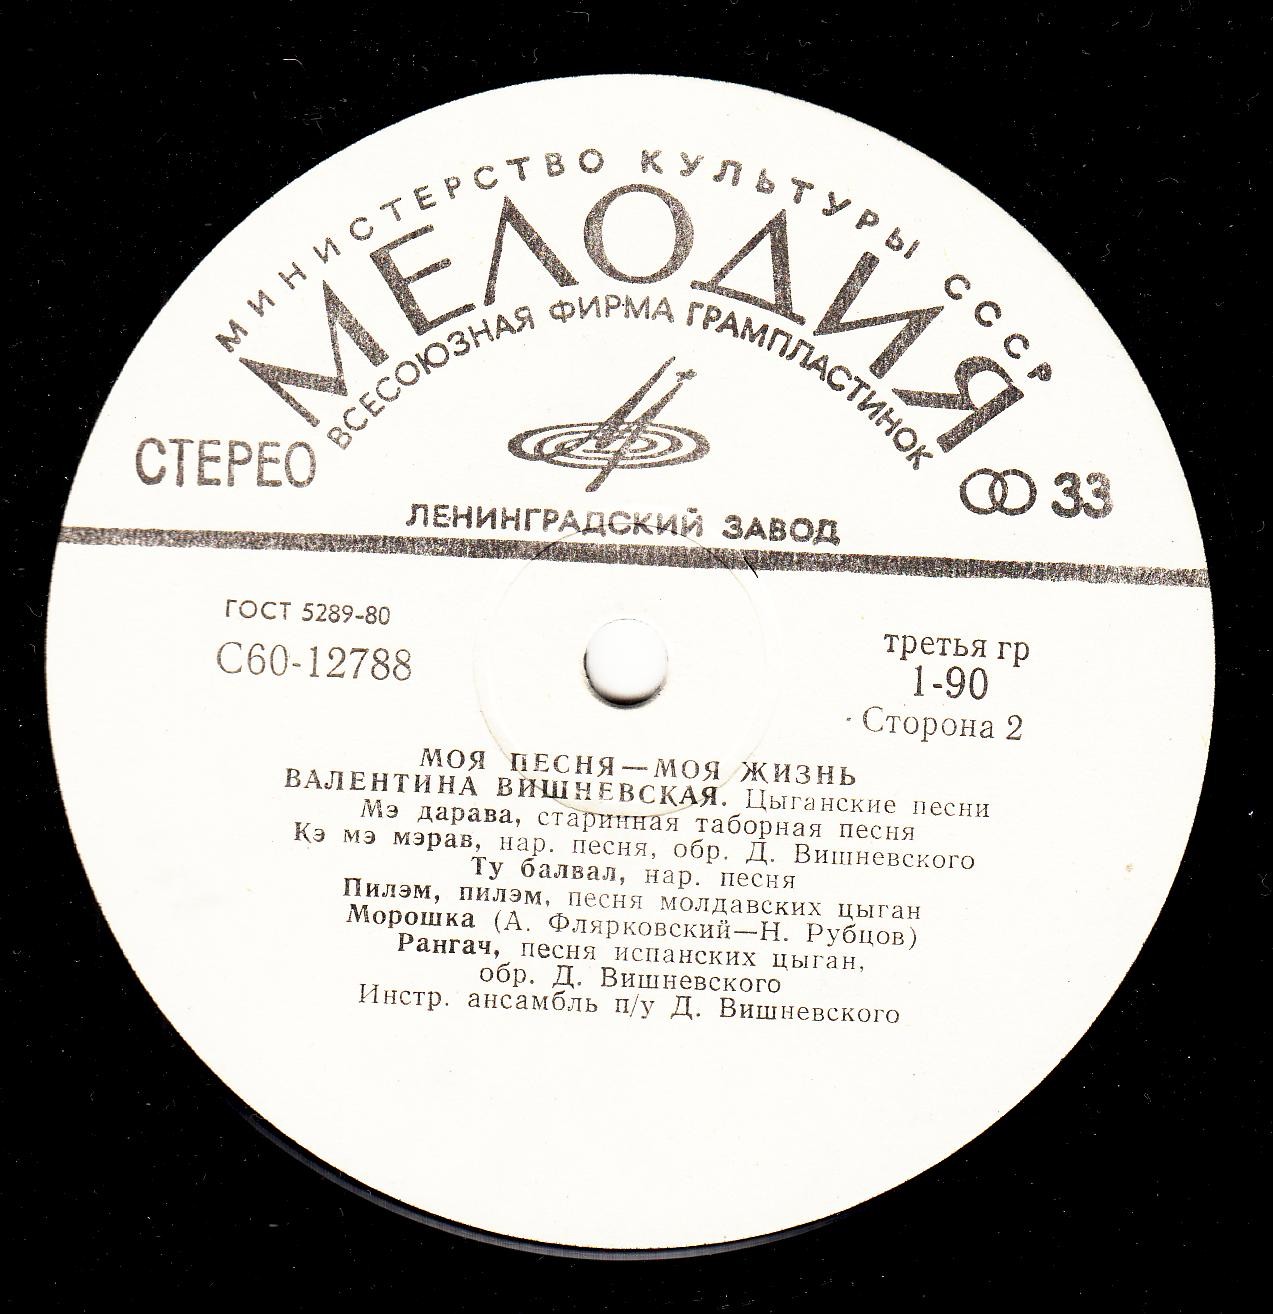 МИНИСТЕРСТВО КУЛЬТУРЫ СССР
МЕЛОДИЯ
ВСЕСОЮЗНАЯ ФИРМА ГРАМПЛАСТИНОК
СТЕРЕО
33
ЛЕНИНГРАДСКИЙ ЗАВОД
ГОСТ 5289-80
С60-12788
третья гр
1-90
Сторона 2
МОЯ ПЕСНЯ—МОЯ ЖИЗНЬ
ВАЛЕНТИНА ВИШНЕВСКАЯ. Цыганские песни
Мэ дарава, старинная таборная песня
Кэ мэ мэрав, нар. песня, обр. Д. Вишневского
Ту балвал, нар. песня
Пилэм, пилэм, песня молдавских цыган
Морошка (А. Флярковский—Н. Рубцов)
Рангач, песня испанских цыган,
обр. Д. Вишневского
Инстр. ансамбль п/у Д. Вишневского